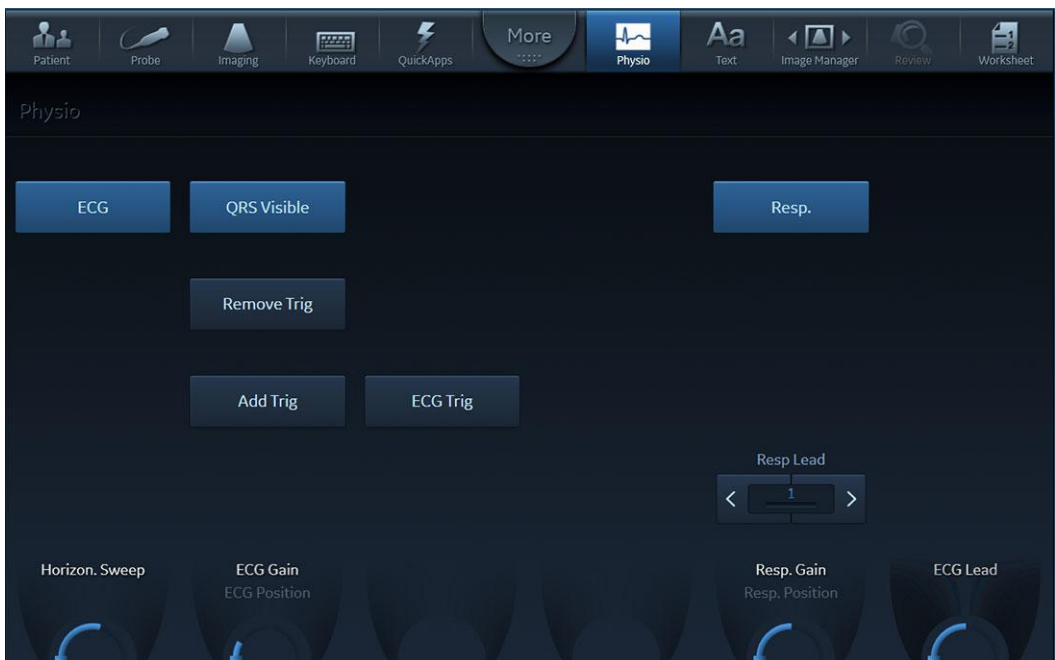 Patient
Probe
Imaging
Keyboard
QuickApps
More
Physio
Aa
Text
Image Manager
Review
1
2
Worksheet
Physio
ECG
QRS Visible
Resp.
Remove Trig
Add Trig
ECG Trig
Resp Lead
1
Horizon. Sweep
ECG Gain
ECG Position
Resp. Gain
Resp. Position
ECG Lead